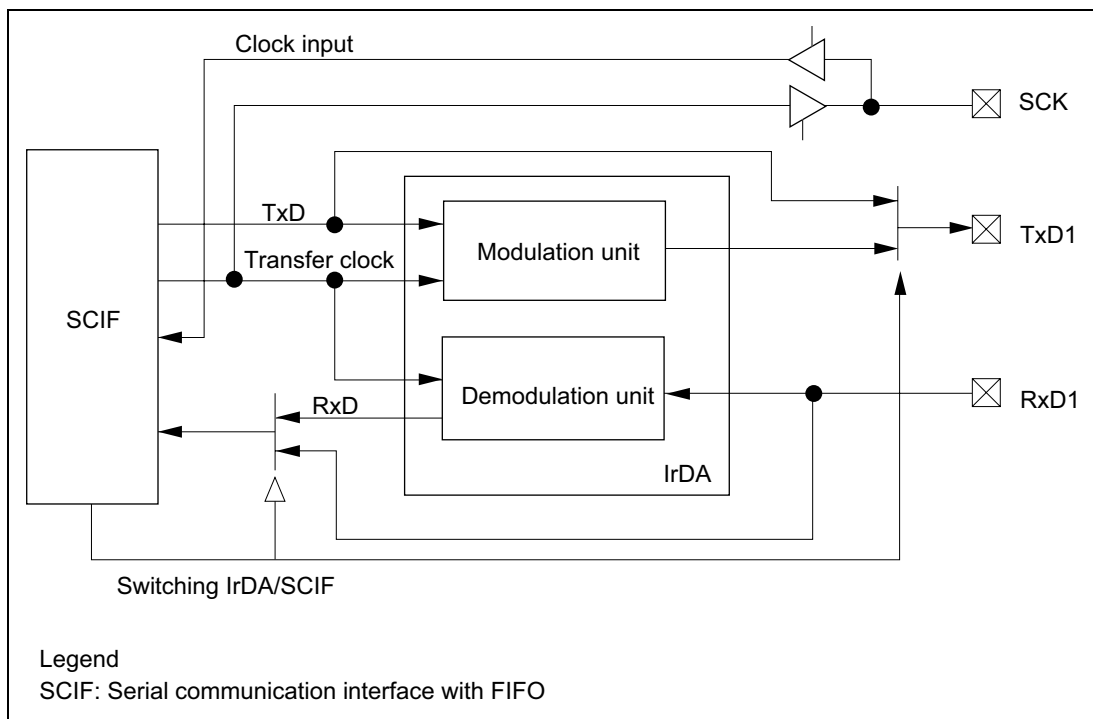 Clock input
SCK
TxD
TxD1
Modulation unit
Transfer clock
SCIF
Demodulation unit
RxD
RxD1
IrDA
Switching IrDA/SCIF
Legend
SCIF: Serial communication interface with FIFO